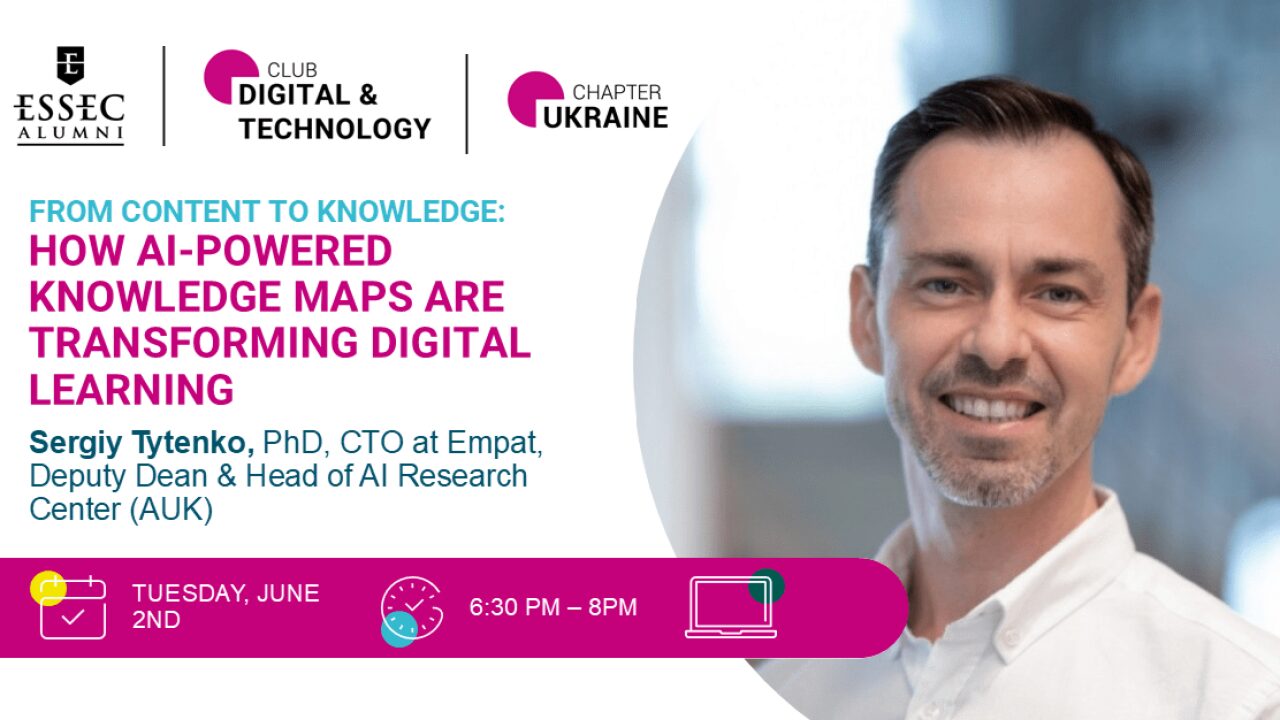 E
ESSEC
ALUMNI
CLUB
DIGITAL &
TECHNOLOGY
CHAPTER
UKRAINE
FROM CONTENT TO KNOWLEDGE:
HOW AI-POWERED
KNOWLEDGE MAPS ARE
TRANSFORMING DIGITAL
LEARNING
Sergiy Tytenko, PhD, CTO at Empat,
Deputy Dean & Head of AI Research
Center (AUK)
TUESDAY, JUNE
2ND
6:30 PM – 8PM